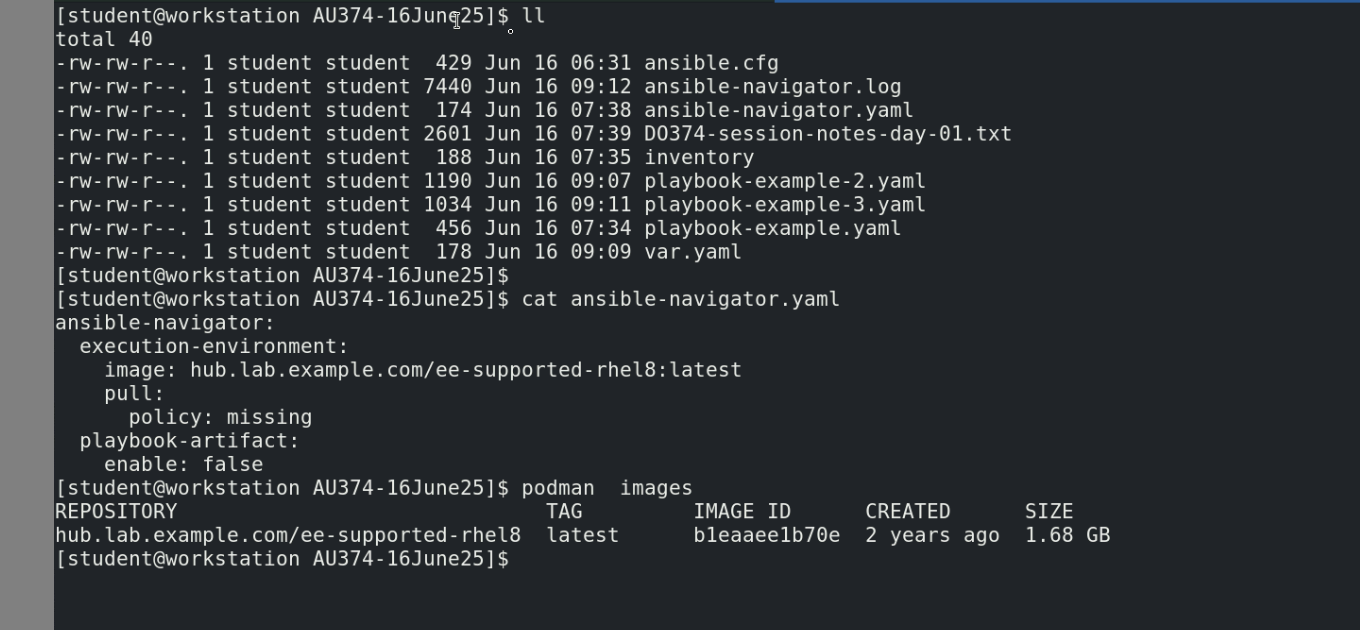 [student@workstation AU374-16June25]$ ll
total 40
-rw-rw-r--. 1 student student  429 Jun 16 06:31 ansible.cfg
-rw-rw-r--. 1 student student 7440 Jun 16 09:12 ansible-navigator.log
-rw-rw-r--. 1 student student  174 Jun 16 07:38 ansible-navigator.yaml
-rw-rw-r--. 1 student student 2601 Jun 16 07:39 DO374-session-notes-day-01.txt
-rw-rw-r--. 1 student student  188 Jun 16 07:35 inventory
-rw-rw-r--. 1 student student 1190 Jun 16 09:07 playbook-example-2.yaml
-rw-rw-r--. 1 student student 1034 Jun 16 09:11 playbook-example-3.yaml
-rw-rw-r--. 1 student student  456 Jun 16 07:34 playbook-example.yaml
-rw-rw-r--. 1 student student  178 Jun 16 09:09 var.yaml
[student@workstation AU374-16June25]$
[student@workstation AU374-16June25]$ cat ansible-navigator.yaml
ansible-navigator:
  execution-environment:
    image: hub.lab.example.com/ee-supported-rhel8:latest
    pull:
      policy: missing
  playbook-artifact:
    enable: false
[student@workstation AU374-16June25]$ podman  images
REPOSITORY                              TAG         IMAGE ID      CREATED      SIZE
hub.lab.example.com/ee-supported-rhel8  latest      b1eaaee1b70e  2 years ago  1.68 GB
[student@workstation AU374-16June25]$